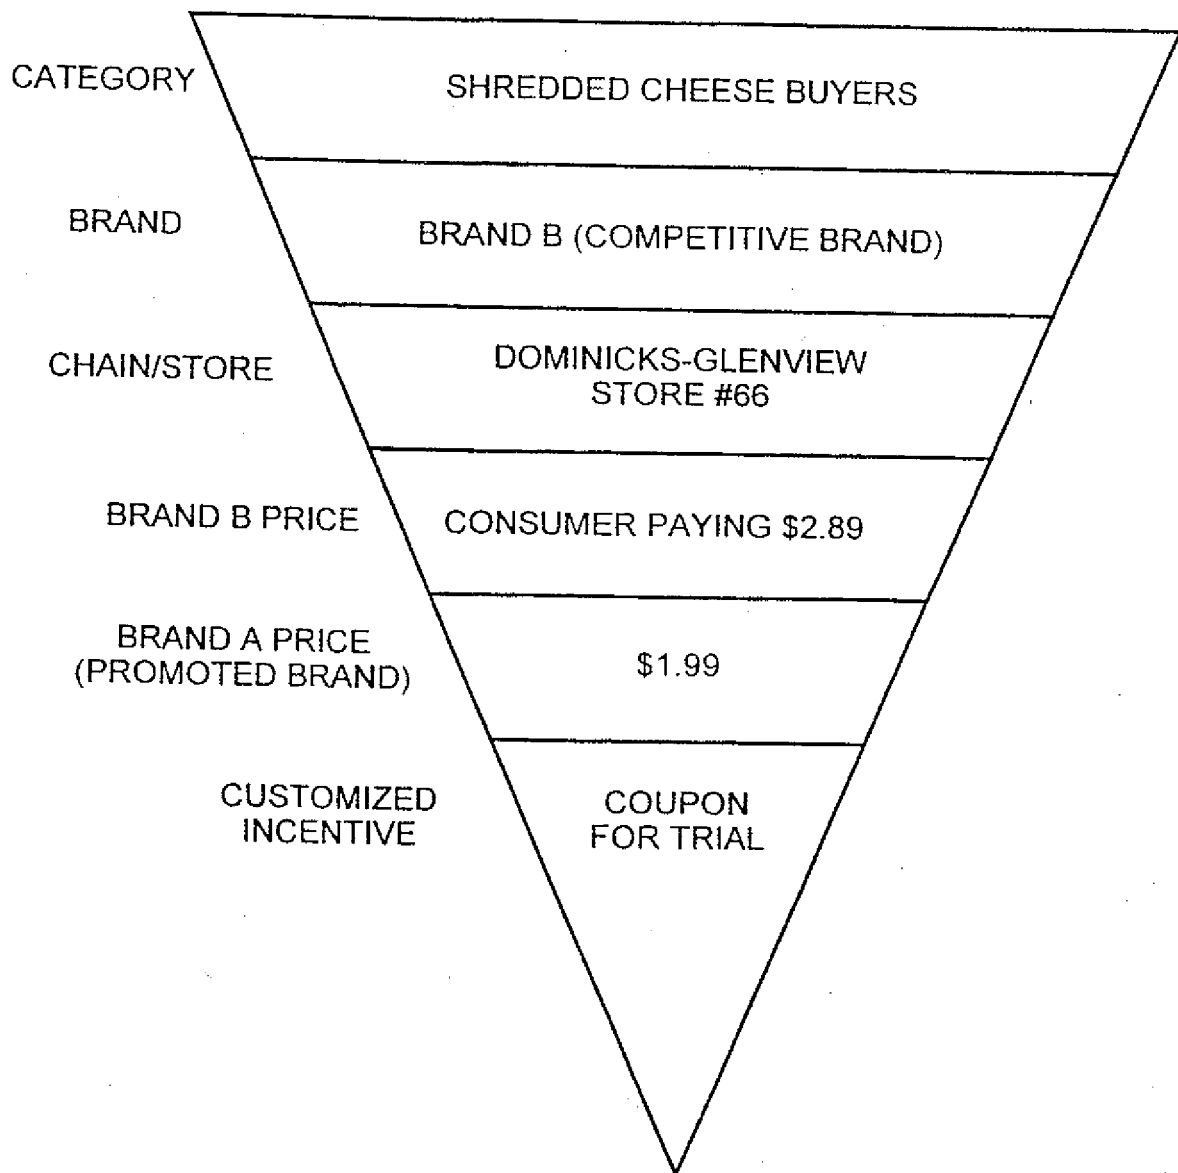 CATEGORY
SHREDDED CHEESE BUYERS
BRAND
BRAND B (COMPETITIVE BRAND)
CHAIN/STORE
DOMINICKS-GLENVIEW
STORE #66
BRAND B PRICE
CONSUMER PAYING $2.89
BRAND A PRICE
(PROMOTED BRAND)
$1.99
CUSTOMIZED
INCENTIVE
COUPON
FOR TRIAL